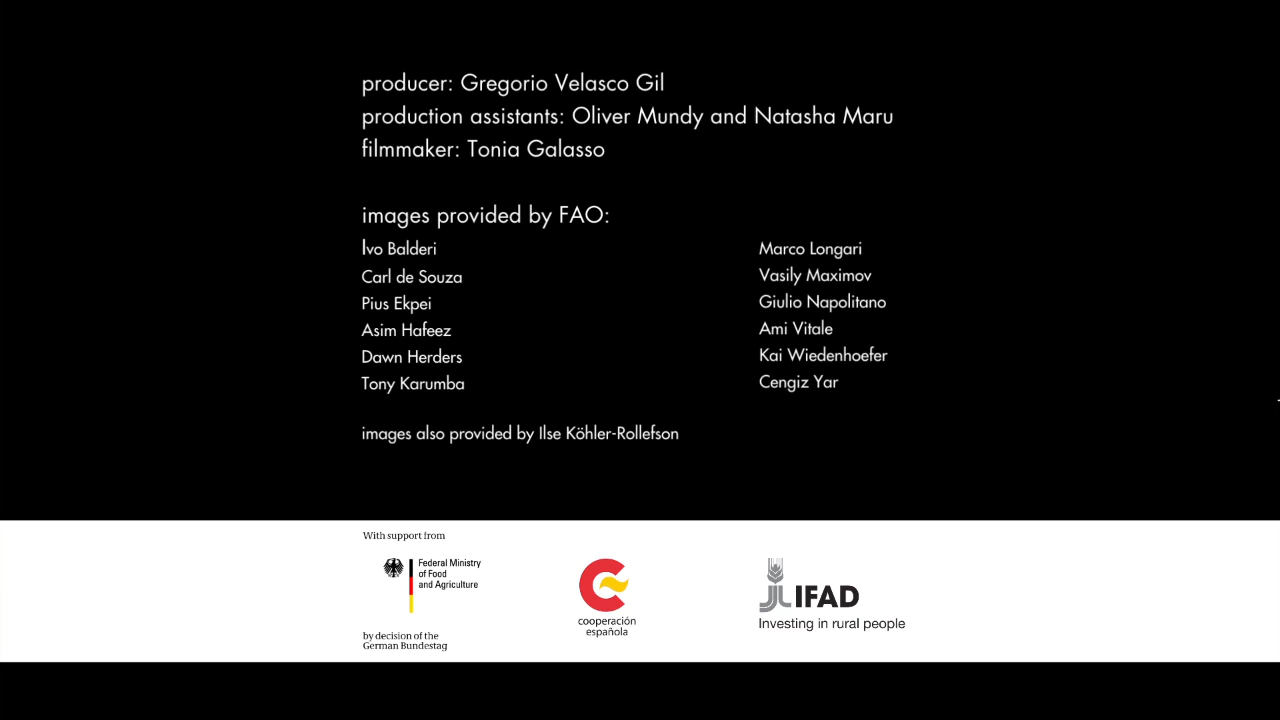 producer: Gregorio Velasco Gil
production assistants: Oliver Mundy and Natasha Maru
filmmaker: Tonia Galasso
images provided by FAO:
Ivo Balderi
Carl de Souza
Pius Ekpei
Asim Hafeez
Dawn Herders
Tony Karumba
Marco Longari
Vasily Maximov
Giulio Napolitano
Ami Vitale
Kai Wiedenhoefer
Cengiz Yar
images also provided by Ilse Köhler-Rollefson
With support from
Federal Ministry
of Food
and Agriculture
by decision of the
German Bundestag
cooperación
española
IFAD
Investing in rural people